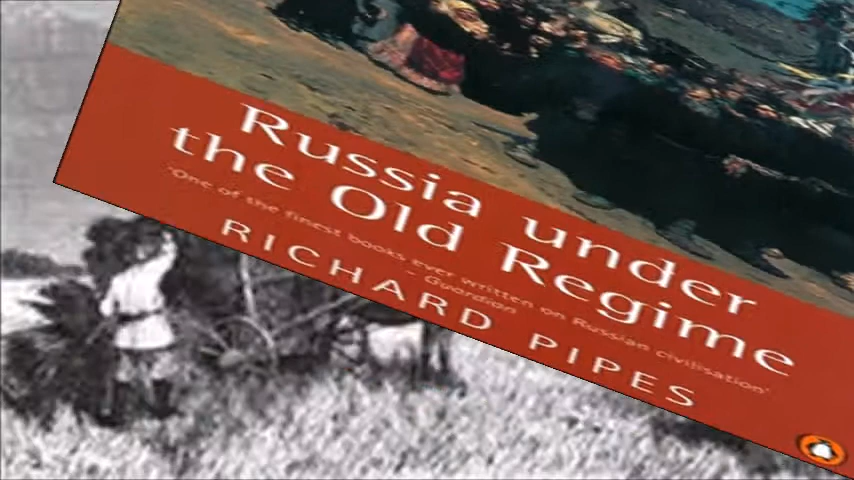 Russia under
the Old Regime
'One of the finest books ever written on Russian civilisation'
- Guardian
RICHARD PIPES